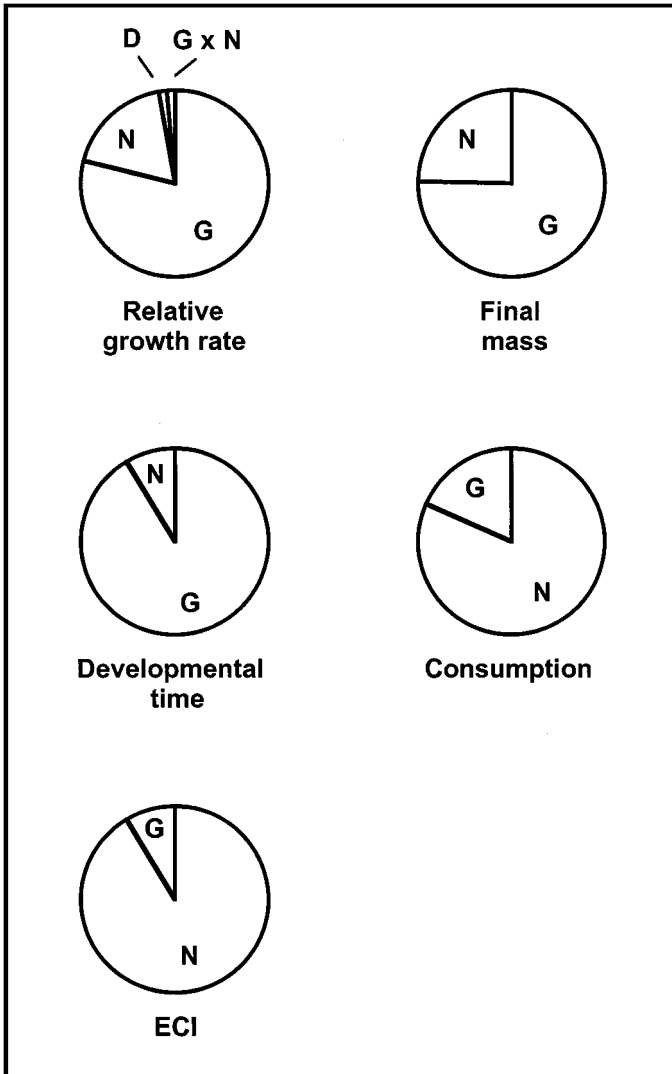 D G x N
N
G
Relative
growth rate
N
G
Final
mass
N
G
Developmental
time
G
N
Consumption
G
N
ECI